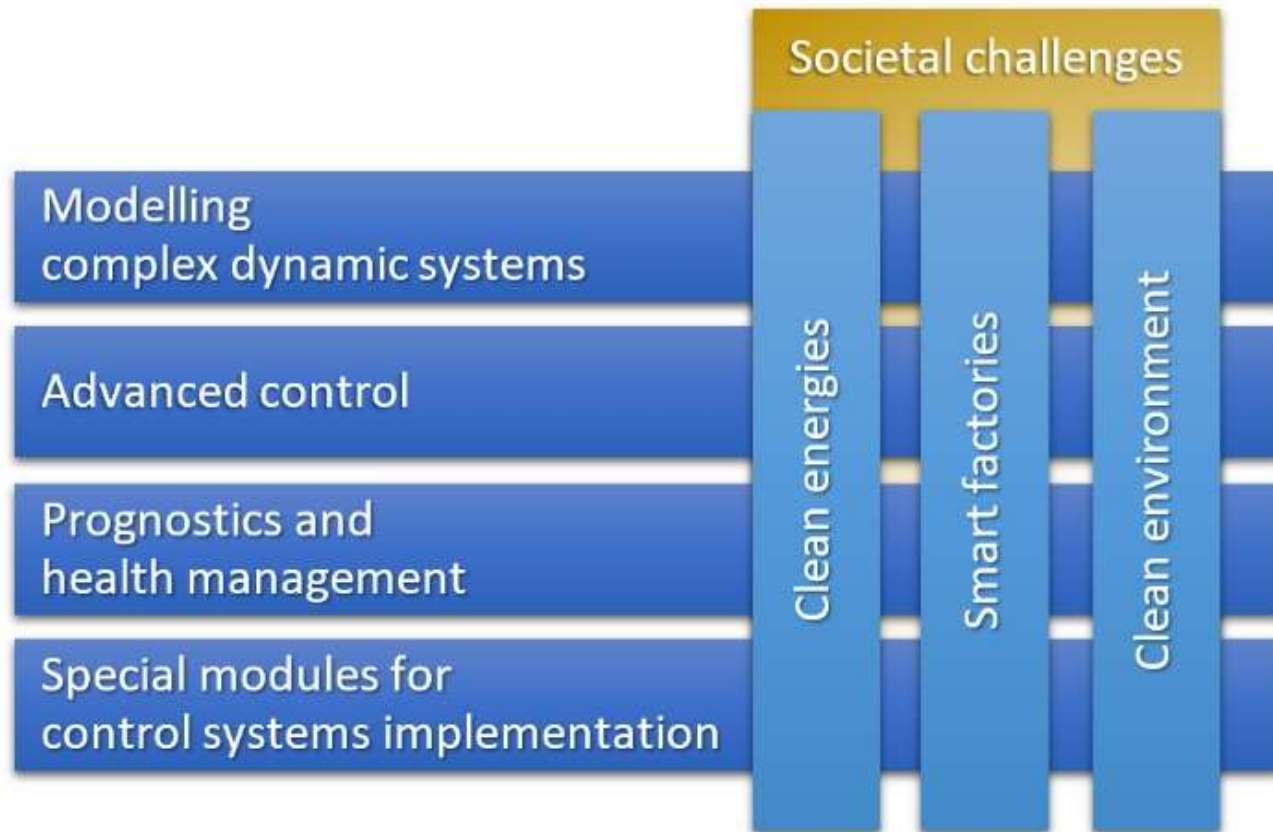 Societal challenges
Modelling
complex dynamic systems
Advanced control
Prognostics and
health management
Special modules for
control systems implementation
Clean energies
Smart factories
Clean environment